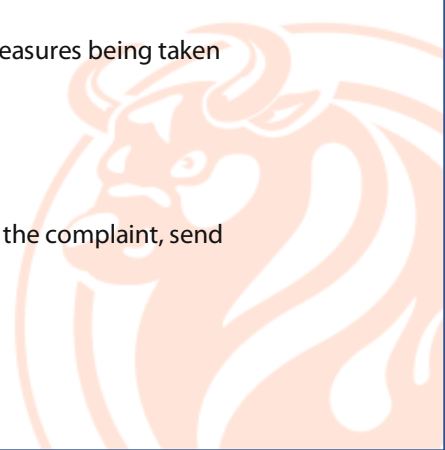 easures being taken
the complaint, send